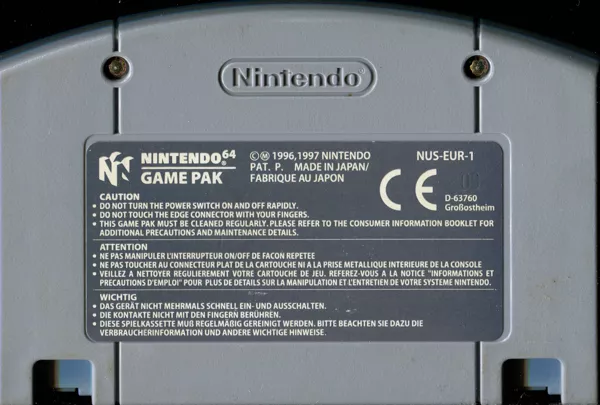 Nintendo
NINTENDO 64
GAME PAK
©Ⓜ 1996,1997 NINTENDO
PAT. P. MADE IN JAPAN/
FABRIQUE AU JAPON
NUS-EUR-1
CE
D-63760
Großostheim
CAUTION
• DO NOT TURN THE POWER SWITCH ON AND OFF RAPIDLY.
• DO NOT TOUCH THE EDGE CONNECTOR WITH YOUR FINGERS.
• THIS GAME PAK MUST BE CLEANED REGULARLY. PLEASE REFER TO THE CONSUMER INFORMATION BOOKLET FOR
ADDITIONAL PRECAUTIONS AND MAINTENANCE DETAILS.
ATTENTION
• NE PAS MANIPULER L'INTERRUPTEUR ON/OFF DE FACON REPETEE
• NE PAS TOUCHER AU CONNECTEUR PLAT DE LA CARTOUCHE NI A LA PRISE METALLIQUE INTERIEURE DE LA CONSOLE
• VEILLEZ A NETTOYER REGULIEREMENT VOTRE CARTOUCHE DE JEU. REFEREZ-VOUS A LA NOTICE "INFORMATIONS ET
PRECAUTIONS D'EMPLOI" POUR PLUS DE DETAILS SUR LA MANIPULATION ET L'ENTRETIEN DE VOTRE SYSTEME NINTENDO.
WICHTIG
• DAS GERÄT NICHT MEHRMALS SCHNELL EIN- UND AUSSCHALTEN.
• DIE KONTAKTE NICHT MIT DEN FINGERN BERÜHREN.
• DIESE SPIELKASSETTE MUß REGELMÄßIG GEREINIGT WERDEN. BITTE BEACHTEN SIE DAZU DIE
VERBRAUCHERINFORMATION UND ANDERE WICHTIGE HINWEISE.